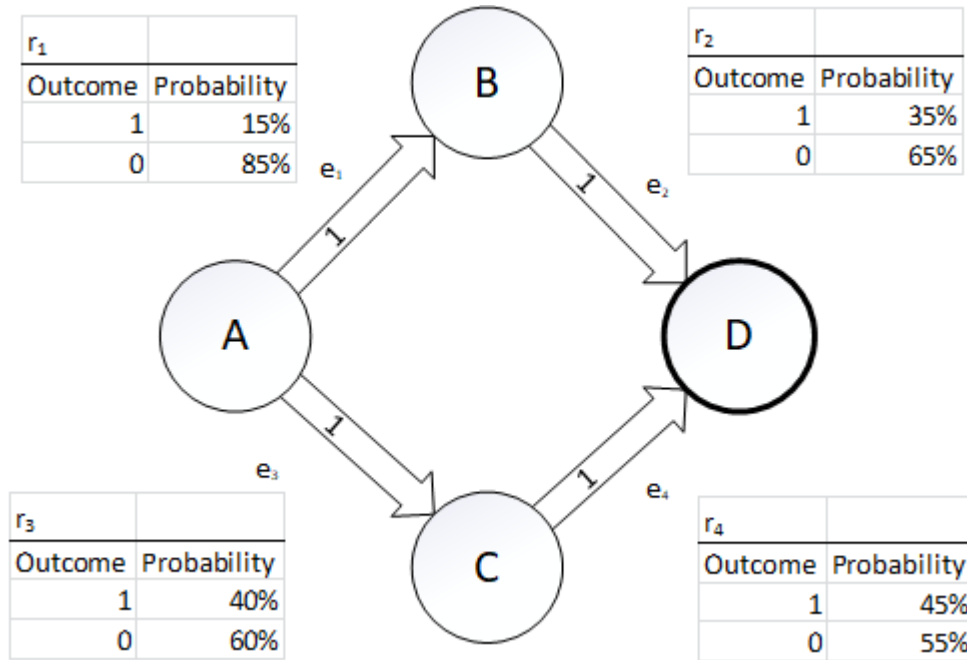 r₁
Outcome Probability
1 15%
0 85%
B
r₂
Outcome Probability
1 35%
0 65%
e₁
1
1
e₂
A
D
e₃
1
1
e₄
r₃
Outcome Probability
1 40%
0 60%
C
r₄
Outcome Probability
1 45%
0 55%